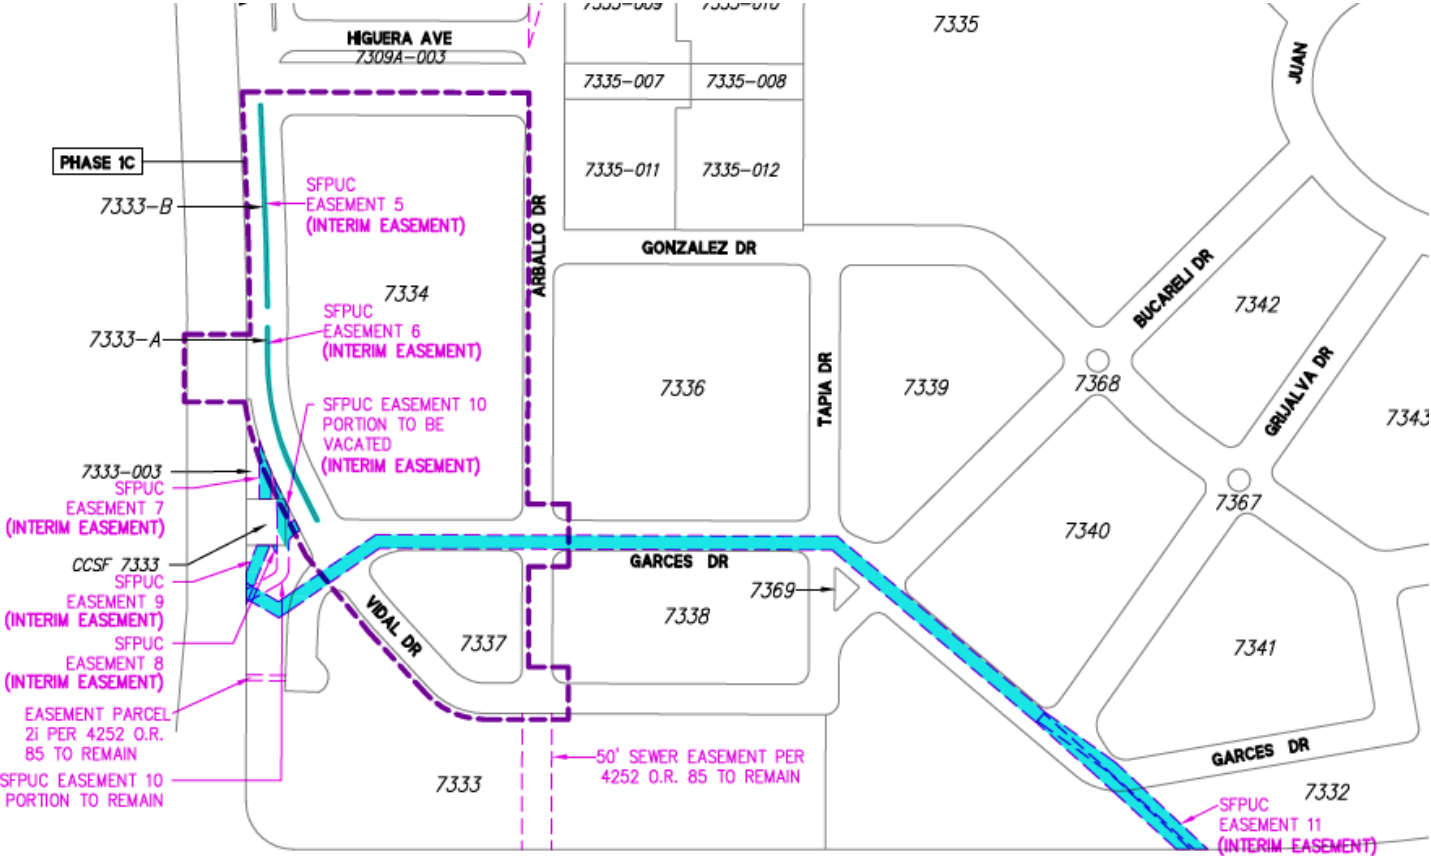 7335-009
7335-010
7335
HIGUERA AVE
7309A-003
JUAN
7335-007
7335-008
PHASE 1C
7335-011
7335-012
7333-B
SFPUC
EASEMENT 5
(INTERIM EASEMENT)
ARBALLO DR
GONZALEZ DR
BUCARELI DR
7334
7342
SFPUC
EASEMENT 6
(INTERIM EASEMENT)
7333-A
7336
TAPIA DR
7339
7368
GRIJALVA DR
7343
SFPUC EASEMENT 10
PORTION TO BE
VACATED
(INTERIM EASEMENT)
7333-003
SFPUC
EASEMENT 7
(INTERIM EASEMENT)
7367
7340
CCSF 7333
SFPUC
EASEMENT 9
(INTERIM EASEMENT)
GARCES DR
7369
VIDAL DR
7337
7338
7341
SFPUC
EASEMENT 8
(INTERIM EASEMENT)
EASEMENT PARCEL
2i PER 4252 O.R.
85 TO REMAIN
SFPUC EASEMENT 10
PORTION TO REMAIN
7333
50' SEWER EASEMENT PER
4252 O.R. 85 TO REMAIN
GARCES DR
7332
SFPUC
EASEMENT 11
(INTERIM EASEMENT)